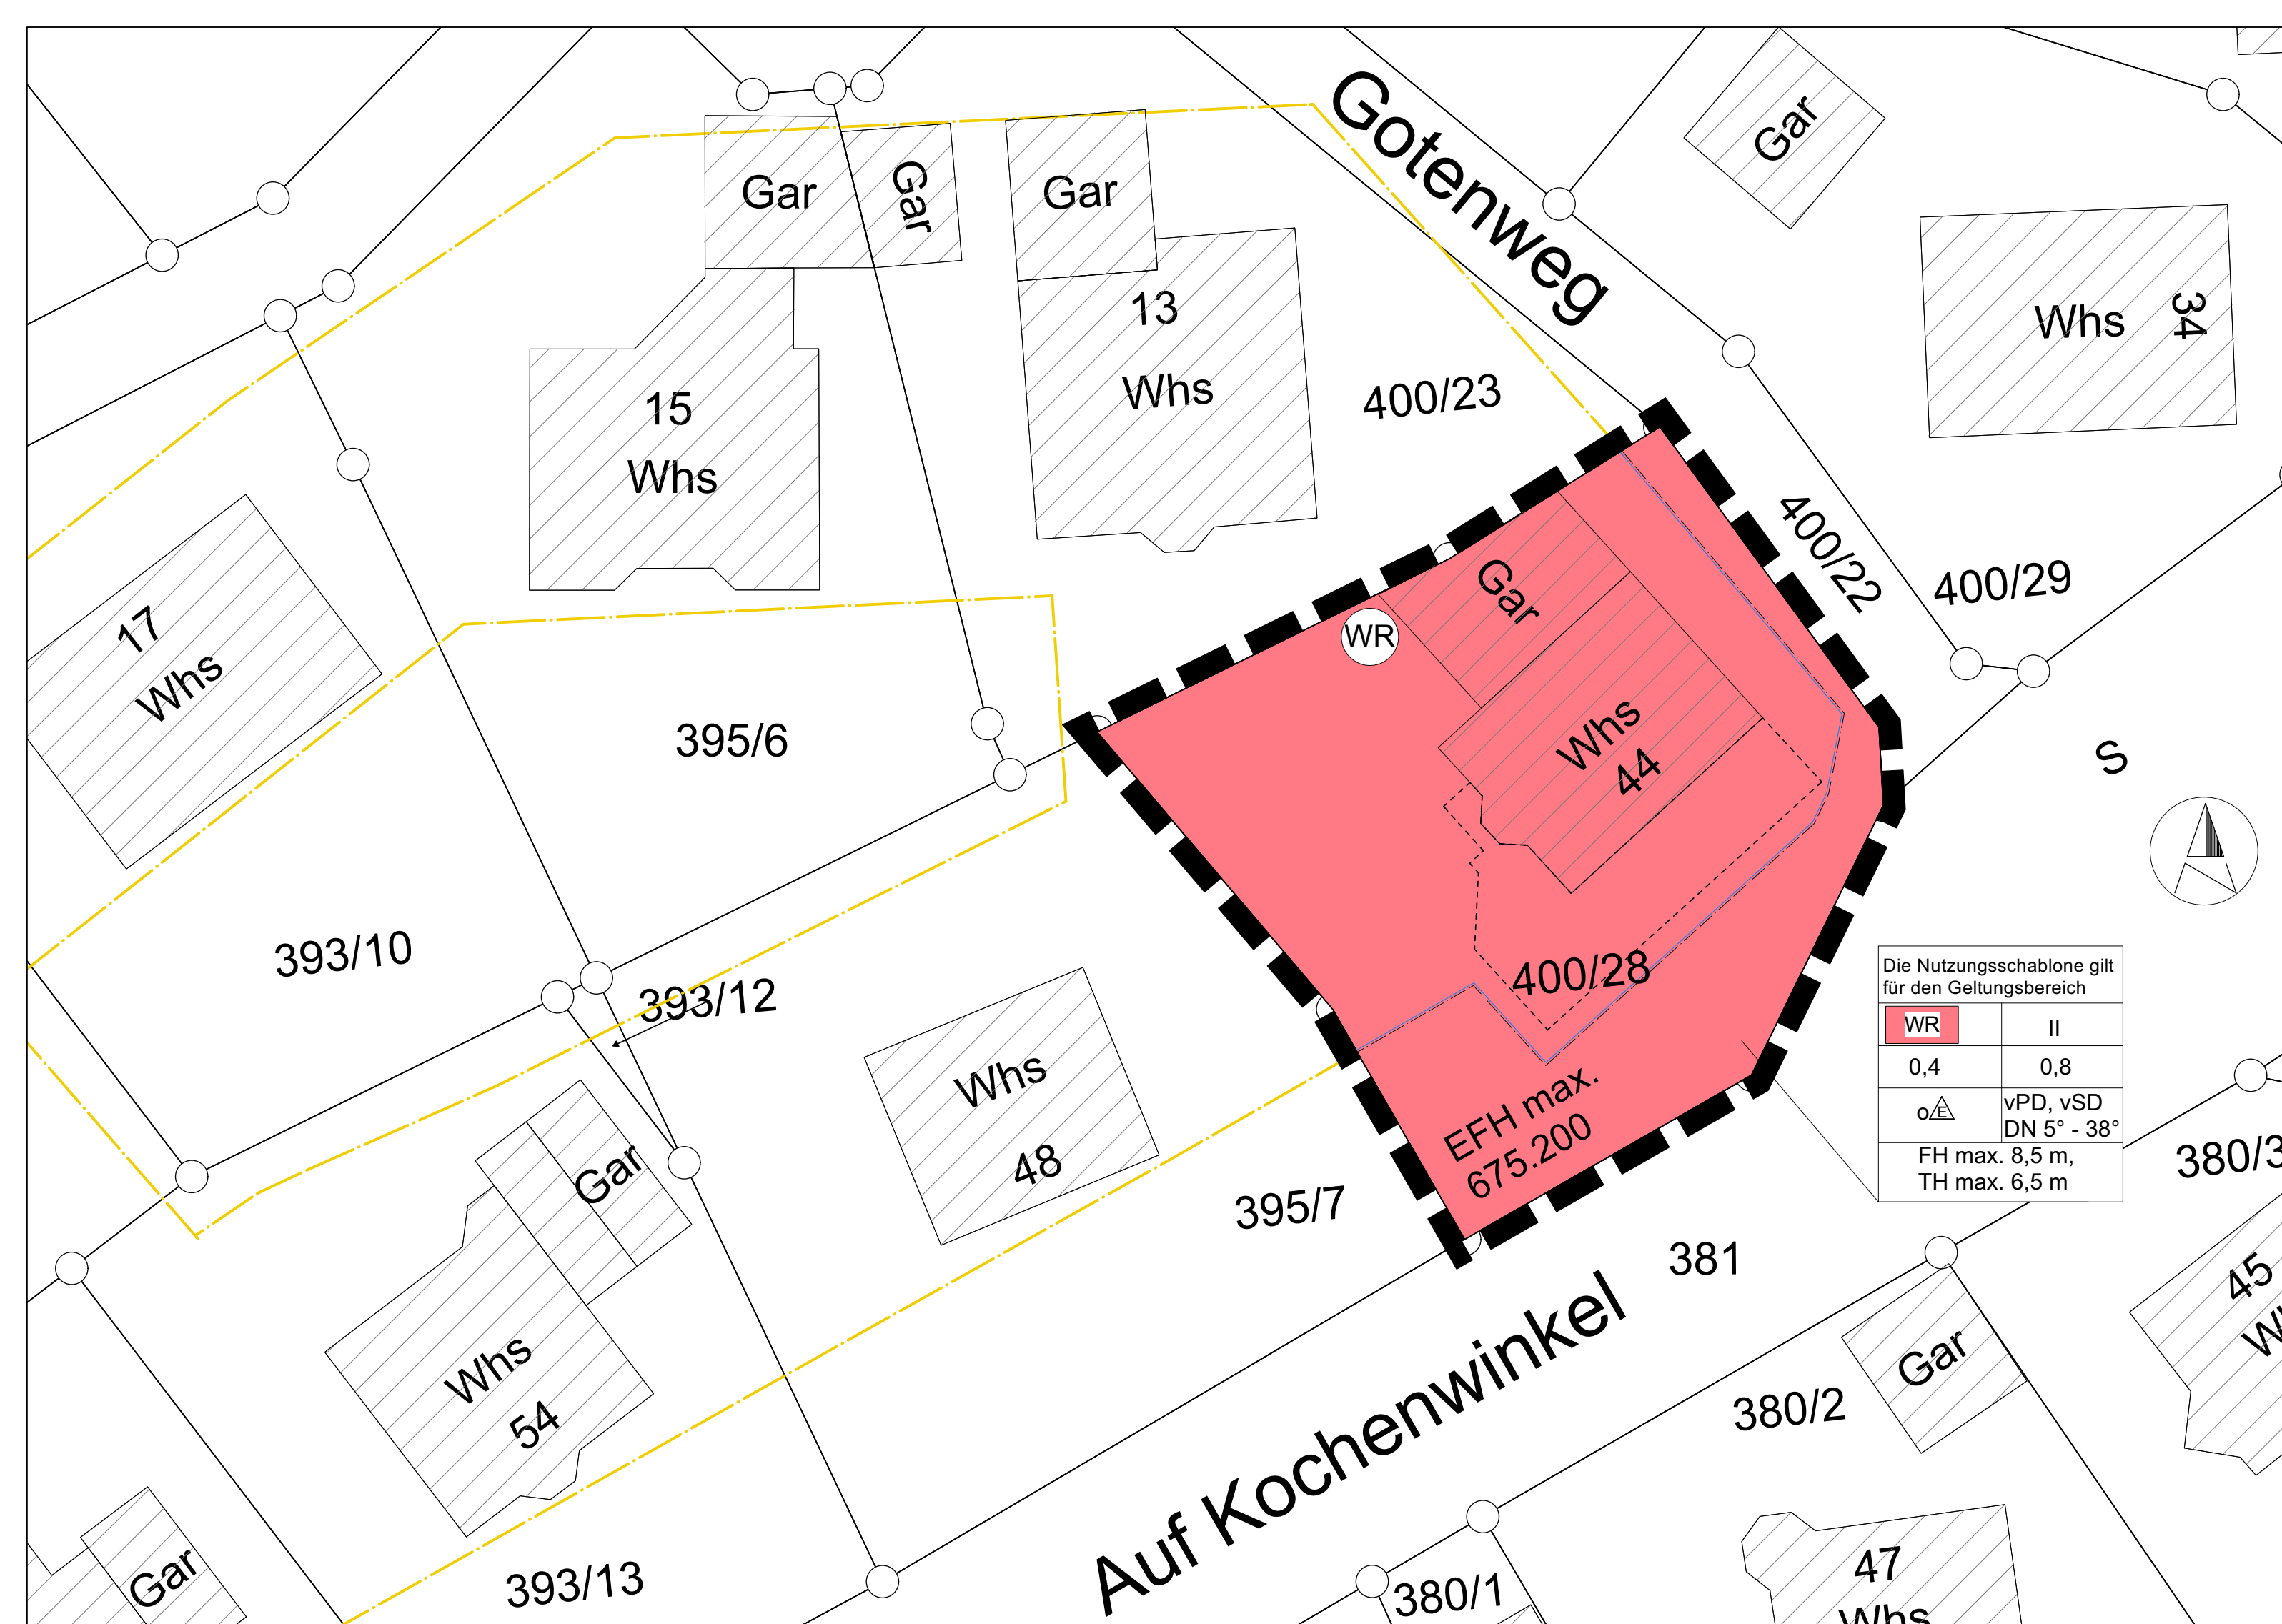 Gotenweg
Gar
Gar
Gar
Gar
13
Whs
Whs
34
15
Whs
400/23
Gar
400/22
400/29
17
Whs
WR
395/6
Whs
44
S
393/10
393/12
400/28
Whs
48
EFH max.
675.200
395/7
Die Nutzungsschablone gilt
für den Geltungsbereich
WR
II
0,4
0,8
o E
vPD, vSD
DN 5° - 38°
FH max. 8,5 m,
TH max. 6,5 m
380/3
Gar
381
45
Whs
54
Gar
380/2
Auf Kochenwinkel
Gar
393/13
380/1
47
Whs